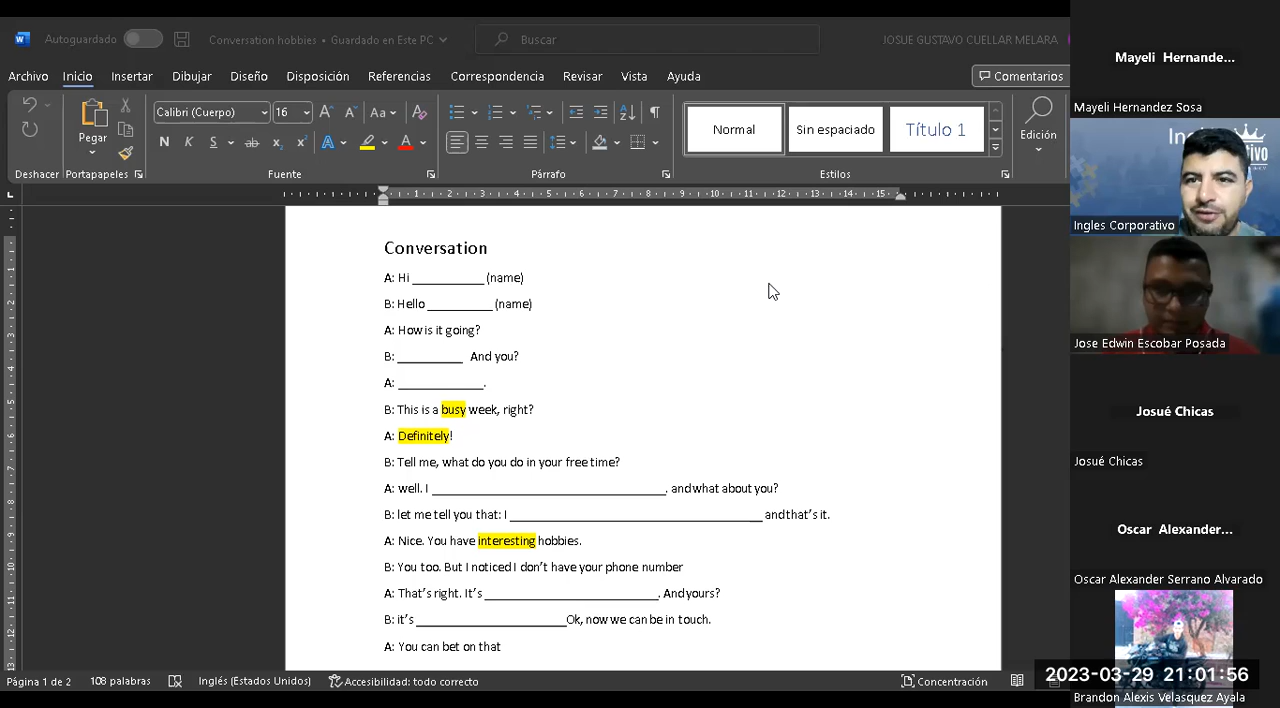 Autoguardado
Conversation hobbies • Guardado en Este PC
Buscar
JOSUE GUSTAVO CUELLAR MELARA
Archivo Inicio Insertar Dibujar Diseño Disposición Referencias Correspondencia Revisar Vista Ayuda
Comentarios
Calibri (Cuerpo) 16
Pegar
Normal
Sin espaciado
Título 1
Edición
Deshacer Portapapeles Fuente Párrafo Estilos
Conversation
A: Hi ___________ (name)
B: Hello __________ (name)
A: How is it going?
B: __________ And you?
A: _____________.
B: This is a busy week, right?
A: Definitely!
B: Tell me, what do you do in your free time?
A: well. I ____________________________________. and what about you?
B: let me tell you that: I _______________________________________ and that's it.
A: Nice. You have interesting hobbies.
B: You too. But I noticed I don't have your phone number
A: That's right. It's ___________________________. And yours?
B: it's _______________________Ok, now we can be in touch.
A: You can bet on that
Página 1 de 2 108 palabras Inglés (Estados Unidos) Accesibilidad: todo correcto Concentración
Mayeli Hernande...
Mayeli Hernandez Sosa
Ingles Corporativo
Jose Edwin Escobar Posada
Josué Chicas
Josué Chicas
Oscar Alexander...
Oscar Alexander Serrano Alvarado
2023-03-29 21:01:56
Brandon Alexis Velasquez Ayala